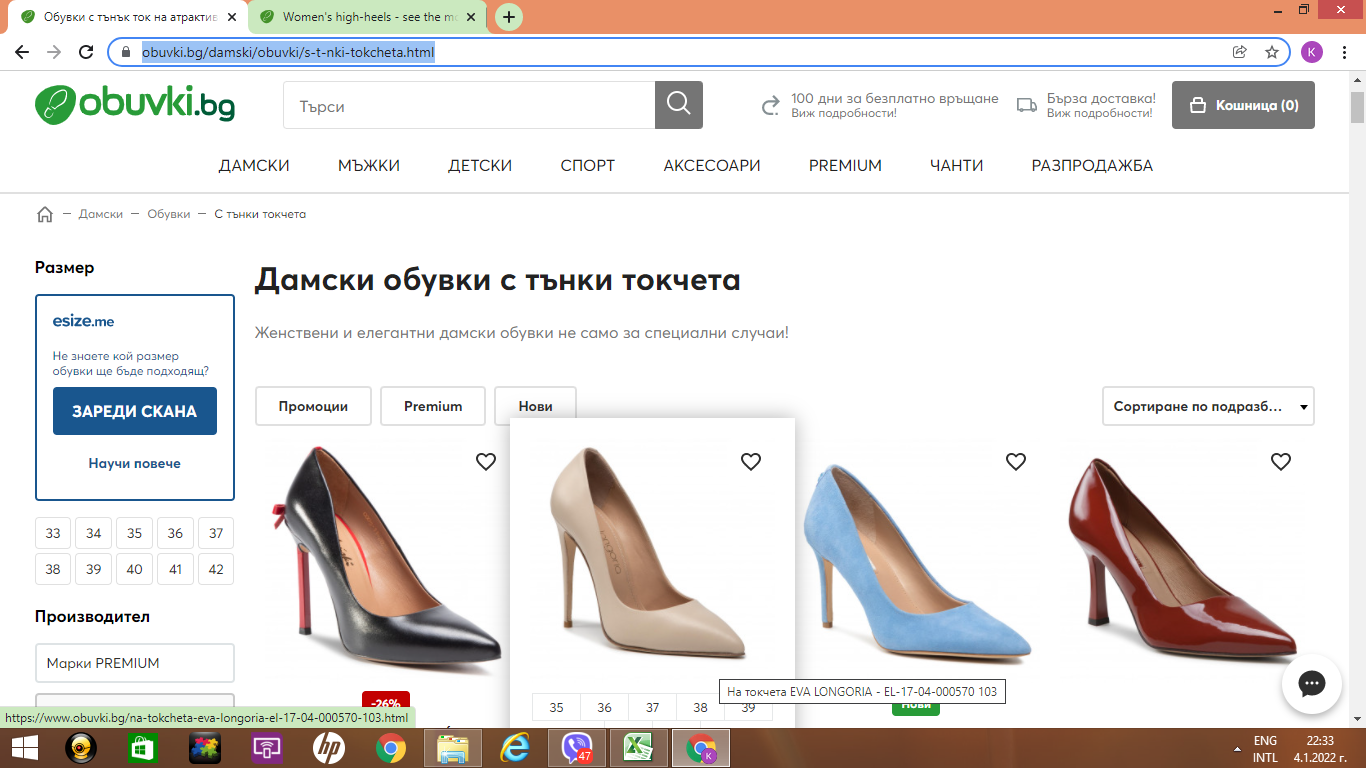 Обувки с тънък ток на атрактив
Women's high-heels - see the mo
obuvki.bg/damski/obuvki/s-t-nki-tokcheta.html
K
obuvki.bg
Търси
100 дни за безплатно връщане
Виж подробности!
Бърза доставка!
Виж подробности!
Кошница (0)
ДАМСКИ МЪЖКИ ДЕТСКИ СПОРТ АКСЕСОАРИ PREMIUM ЧАНТИ РАЗПРОДАЖБА
Дамски — Обувки — С тънки токчета
Размер
esize.me
Не знаете кой размер
обувки ще бъде подходящ?
ЗАРЕДИ СКАНА
Научи повече
33 34 35 36 37
38 39 40 41 42
Производител
Марки PREMIUM
Дамски обувки с тънки токчета
Женствени и елегантни дамски обувки не само за специални случаи!
Промоции Premium Нови
Сортиране по подразб...
-26%
35 36 37 38 39
На токчета EVA LONGORIA - EL-17-04-000570 103
Нови
https://www.obuvki.bg/na-tokcheta-eva-longoria-el-17-04-000570-103.html
hp
47
K
ENG
INTL
22:33
4.1.2022 г.